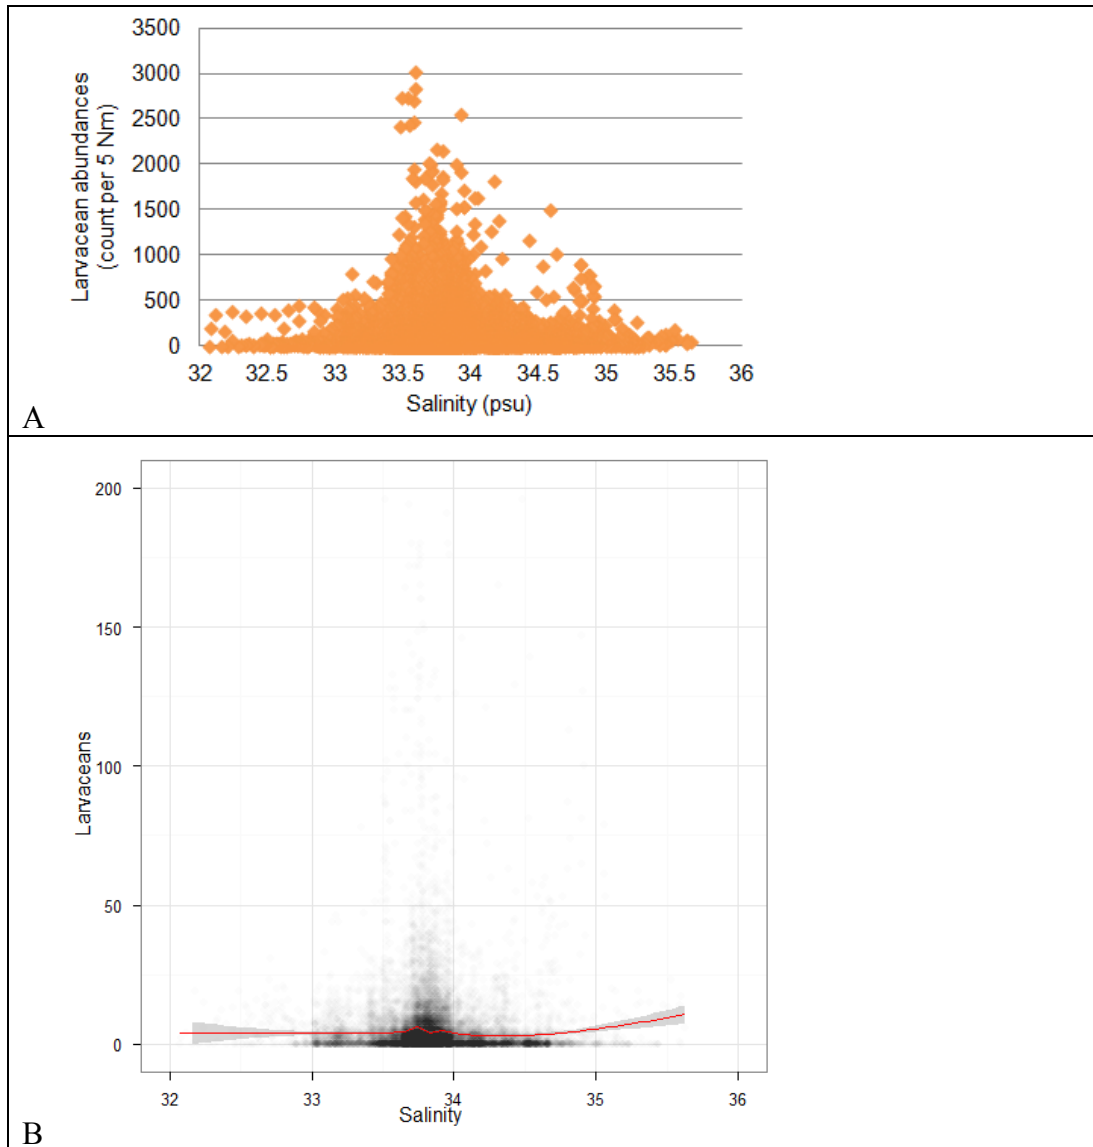 3500
3000
2500
2000
1500
1000
500
0
Larvacean abundances
(count per 5 Nm)
32 32.5 33 33.5 34 34.5 35 35.5 36
Salinity (psu)
A
200
150
100
50
0
Larvaceans
32 33 34 35 36
Salinity
B